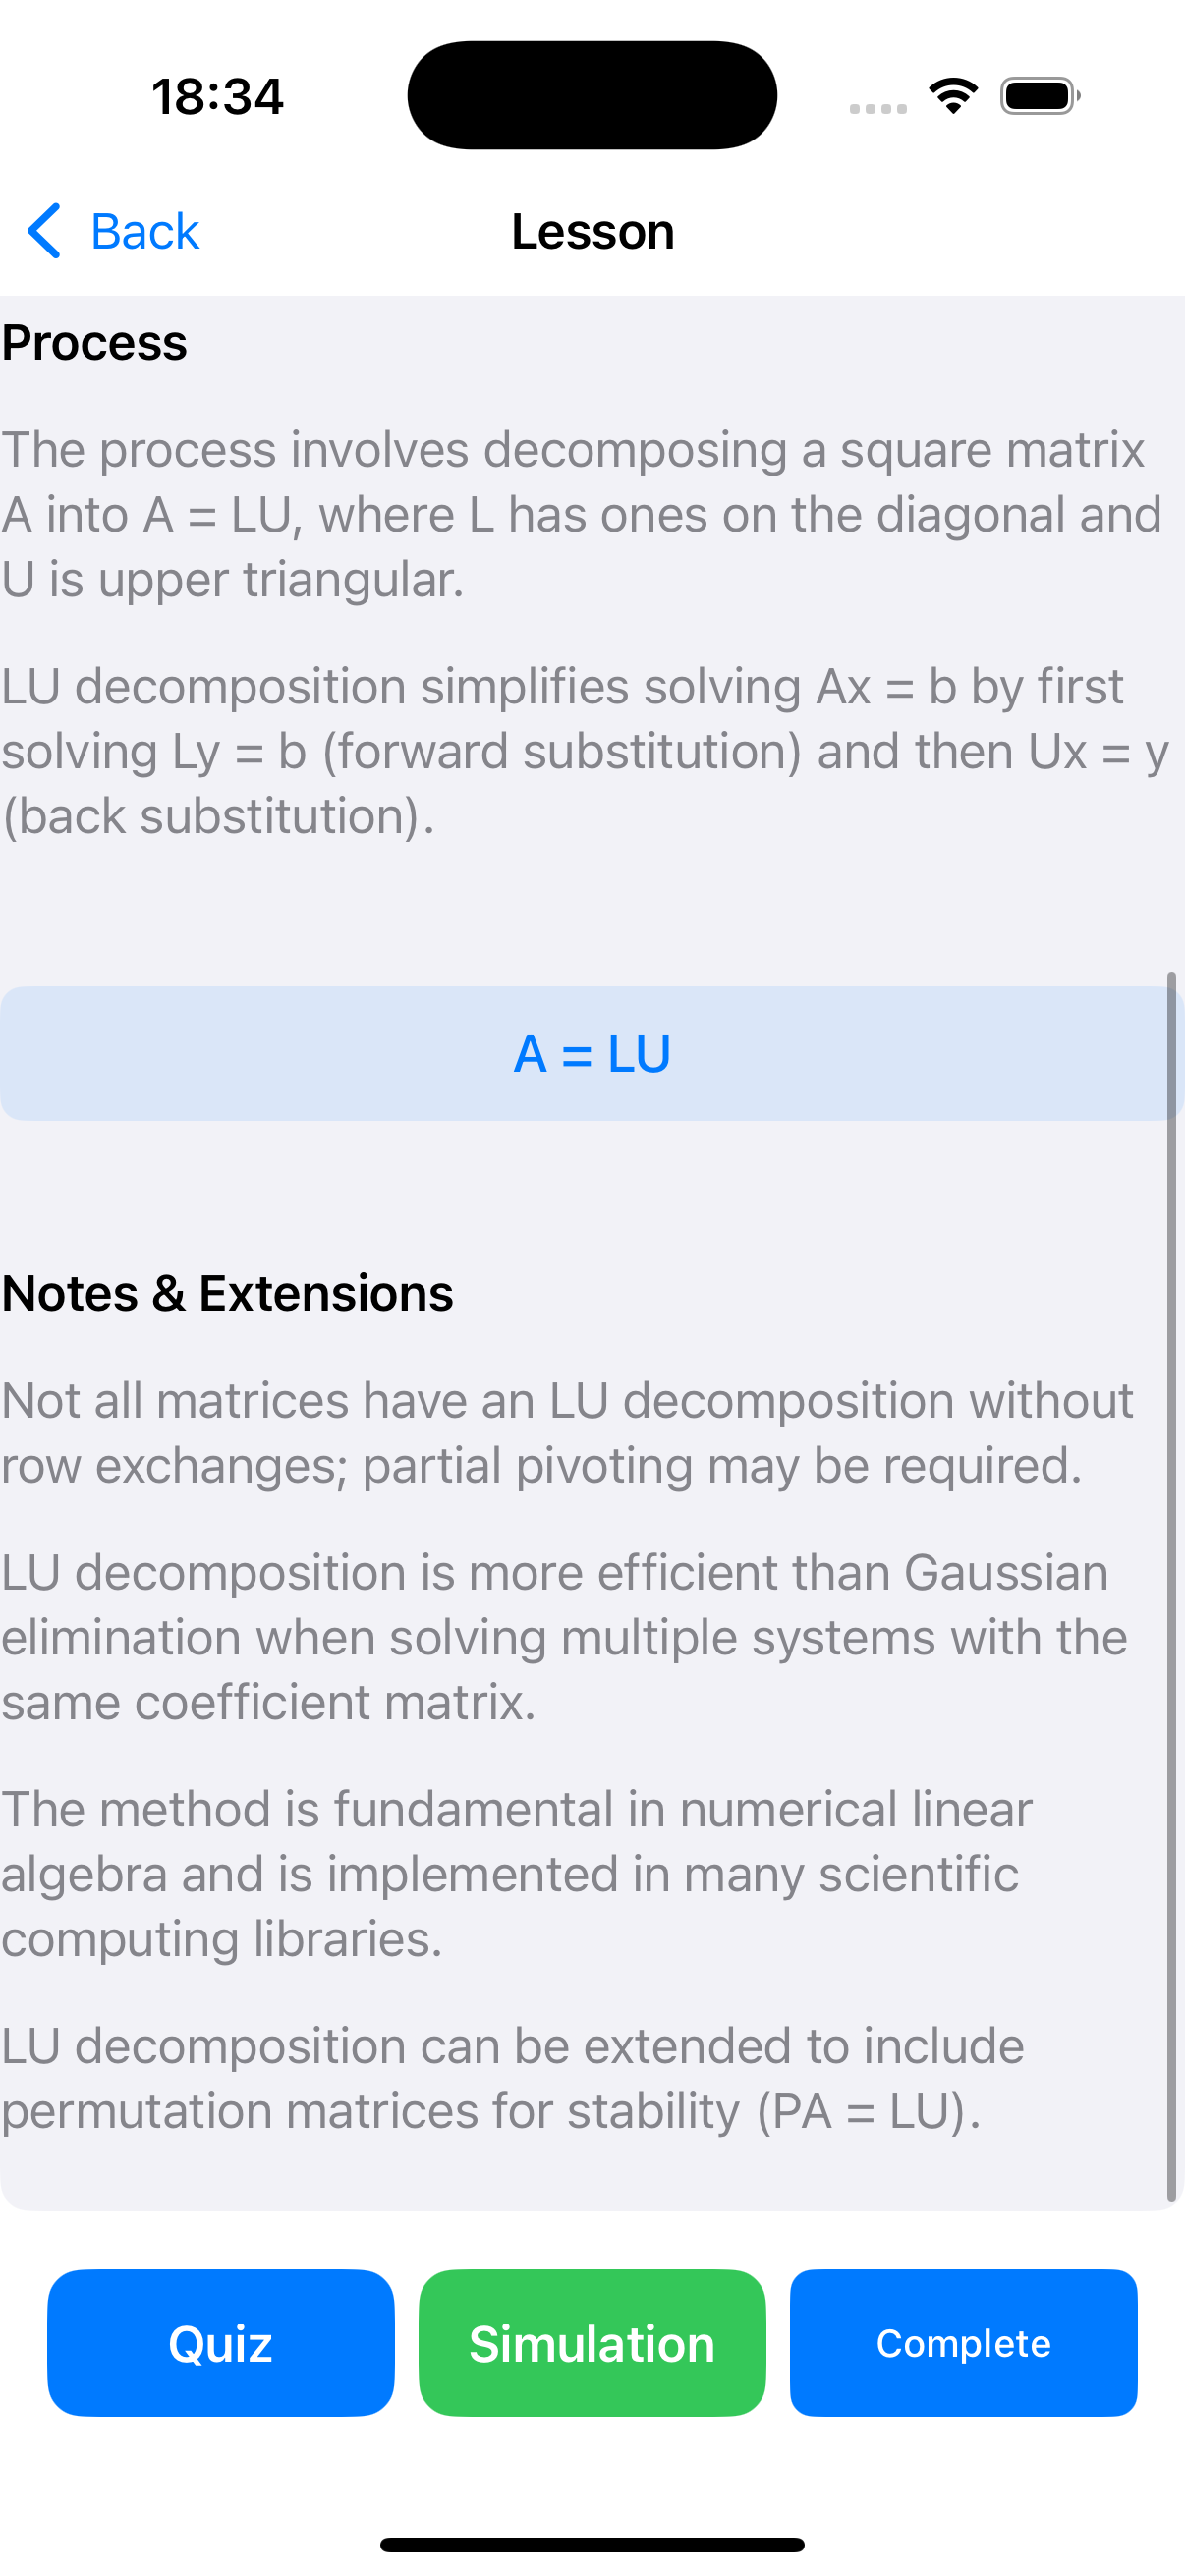 18:34
Back
Lesson
Process
The process involves decomposing a square matrix
A into A = LU, where L has ones on the diagonal and
U is upper triangular.
LU decomposition simplifies solving Ax = b by first
solving Ly = b (forward substitution) and then Ux = y
(back substitution).
A = LU
Notes & Extensions
Not all matrices have an LU decomposition without
row exchanges; partial pivoting may be required.
LU decomposition is more efficient than Gaussian
elimination when solving multiple systems with the
same coefficient matrix.
The method is fundamental in numerical linear
algebra and is implemented in many scientific
computing libraries.
LU decomposition can be extended to include
permutation matrices for stability (PA = LU).
Quiz
Simulation
Complete